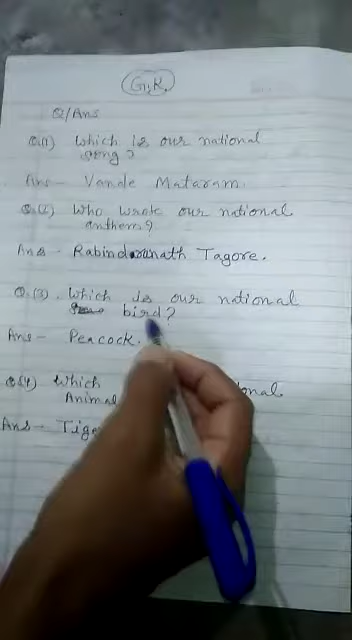 G.K.
Q/Ans
Q.(1) Which is our national
song?
Ans- Vande Mataram.
Q.(2) Who wrote our national
anthem?
Ans- Rabindranath Tagore.
Q.(3). Which is our national
bird?
Ans- Peacock.
Q.(4) Which
Animal
Ans-